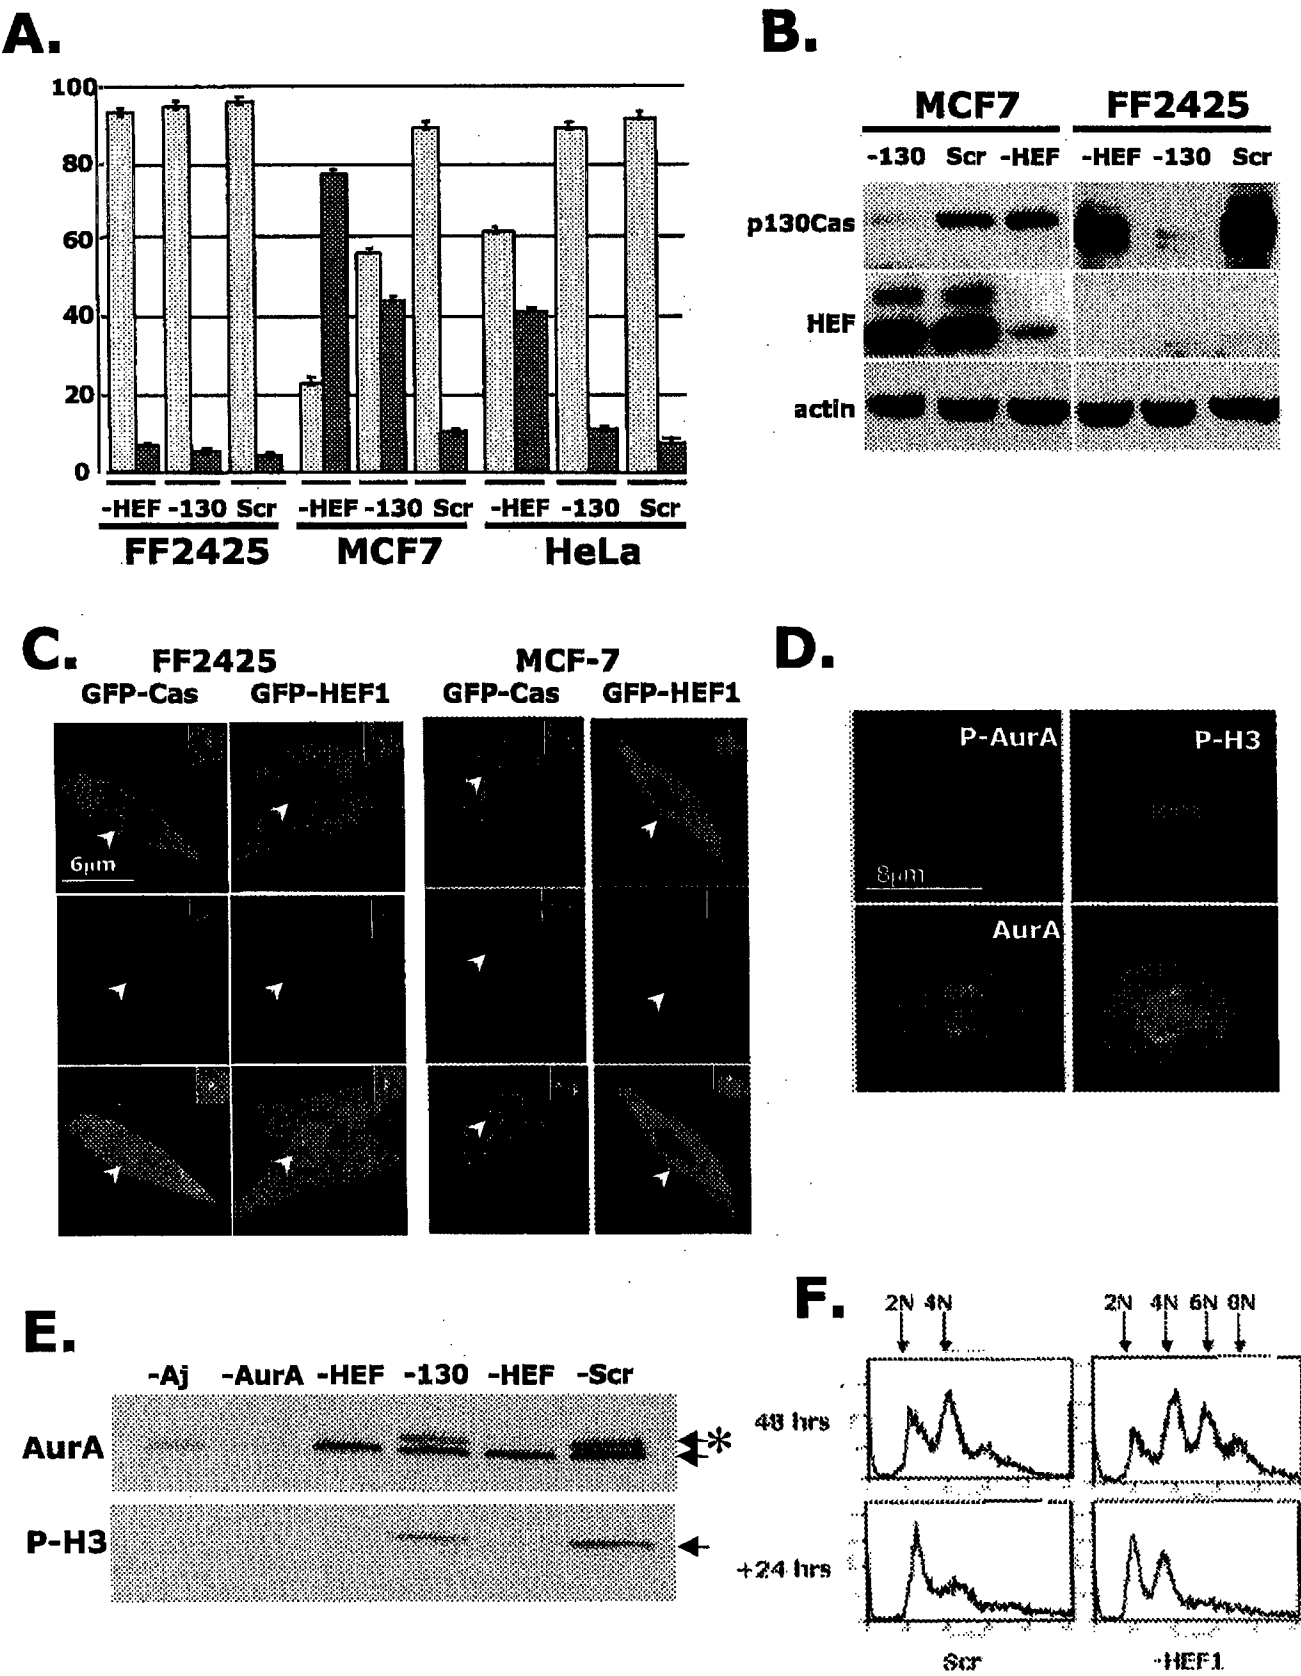 A.
100
80
60
40
20
0
-HEF -130 Scr -HEF -130 Scr -HEF -130 Scr
FF2425 MCF7 HeLa
B.
MCF7 FF2425
-130 Scr -HEF -HEF -130 Scr
p130Cas
HEF
actin
C.
FF2425 MCF-7
GFP-Cas GFP-HEF1 GFP-Cas GFP-HEF1
6µm
D.
P-AurA P-H3
8µm
AurA
E.
-Aj -AurA -HEF -130 -HEF -Scr
AurA *
P-H3
F.
2N 4N 2N 4N 6N 8N
48 hrs
+24 hrs
Scr -HEF1